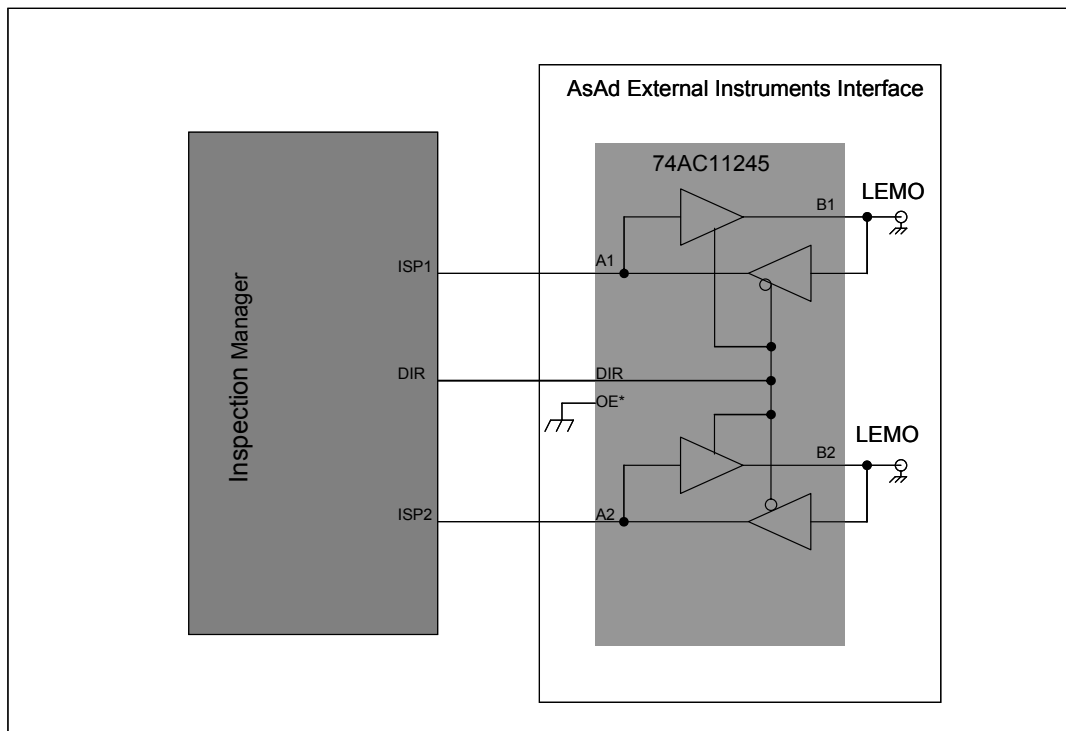 AsAd External Instruments Interface
74AC11245
LEMO
B1
ISP1
A1
Inspection Manager
DIR
DIR
OE*
LEMO
B2
ISP2
A2